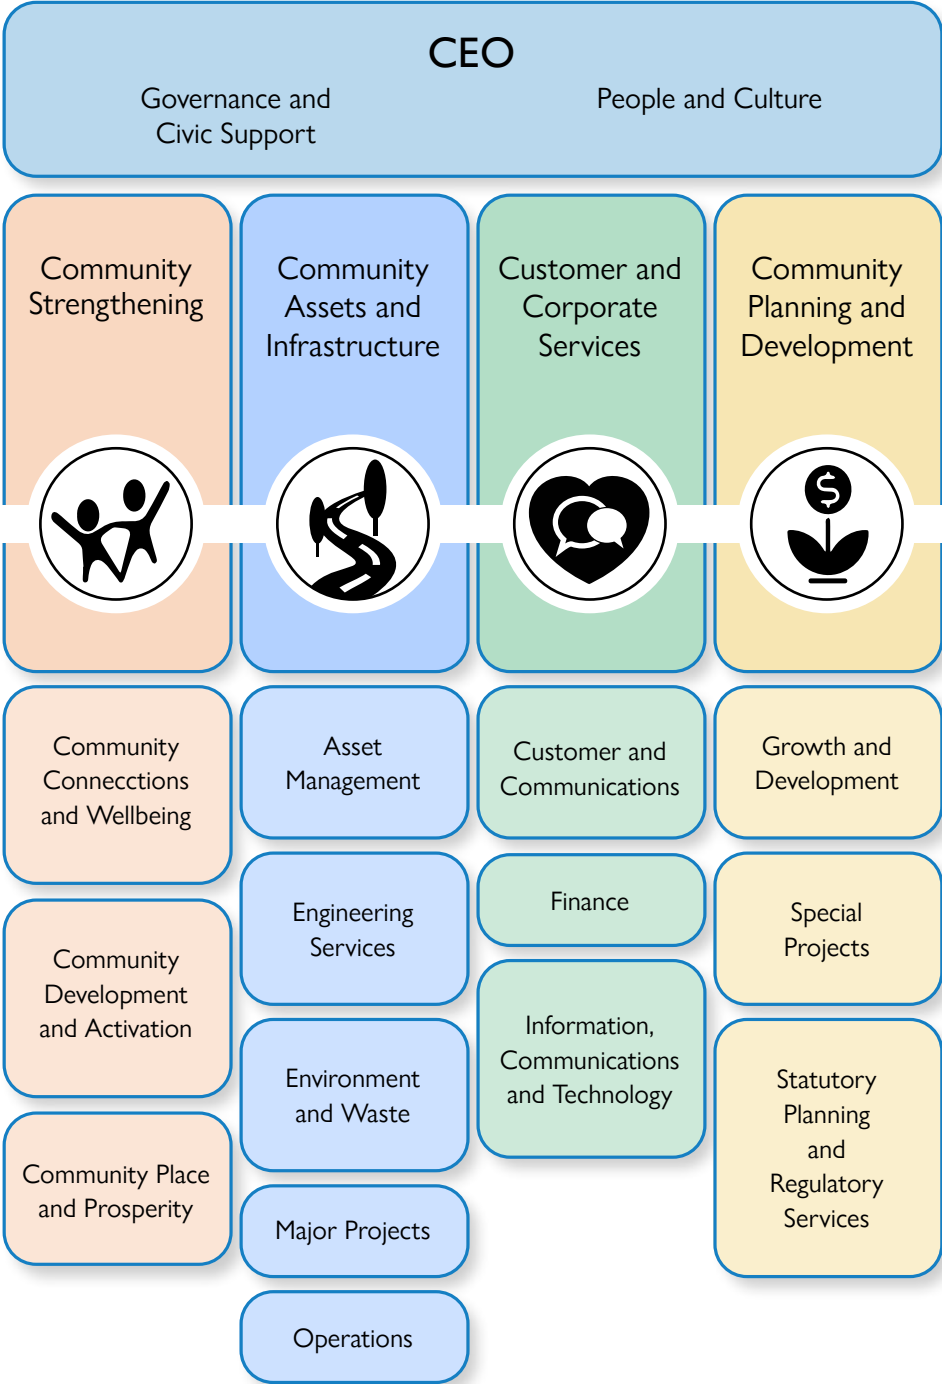 CEO
Governance and
Civic Support
People and Culture
Community
Strengthening
Community
Assets and
Infrastructure
Customer and
Corporate
Services
Community
Planning and
Development
$
Community
Connecctions
and Wellbeing
Community
Development
and Activation
Community Place
and Prosperity
Asset
Management
Engineering
Services
Environment
and Waste
Major Projects
Operations
Customer and
Communications
Finance
Information,
Communications
and Technology
Growth and
Development
Special
Projects
Statutory
Planning
and
Regulatory
Services